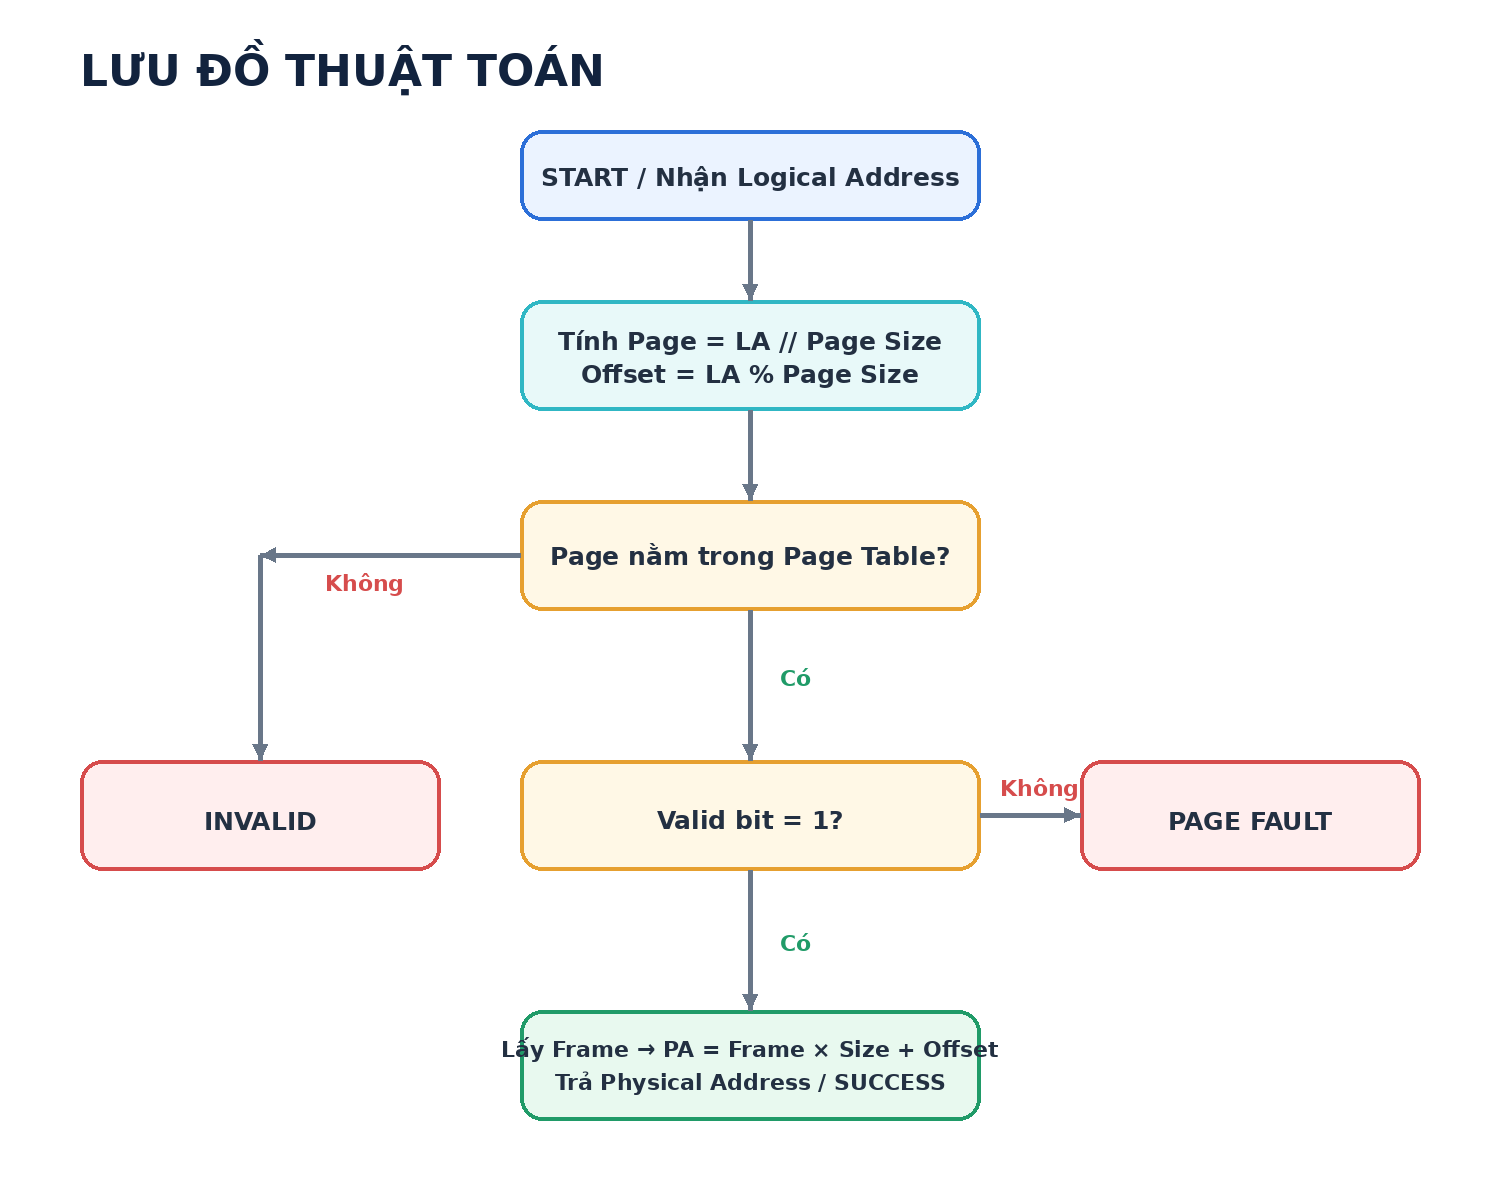 LƯU ĐỒ THUẬT TOÁN
START / Nhận Logical Address
Tính Page = LA // Page Size
Offset = LA % Page Size
Page nằm trong Page Table?
Không
Có
INVALID
Valid bit = 1?
Không
PAGE FAULT
Có
Lấy Frame → PA = Frame × Size + Offset
Trả Physical Address / SUCCESS